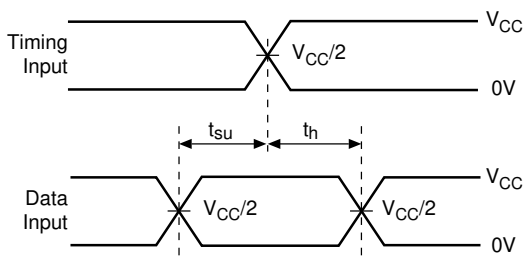 V_CC
Timing
Input
V_CC/2
0V
t_su
t_h
V_CC
Data
Input
V_CC/2
V_CC/2
0V